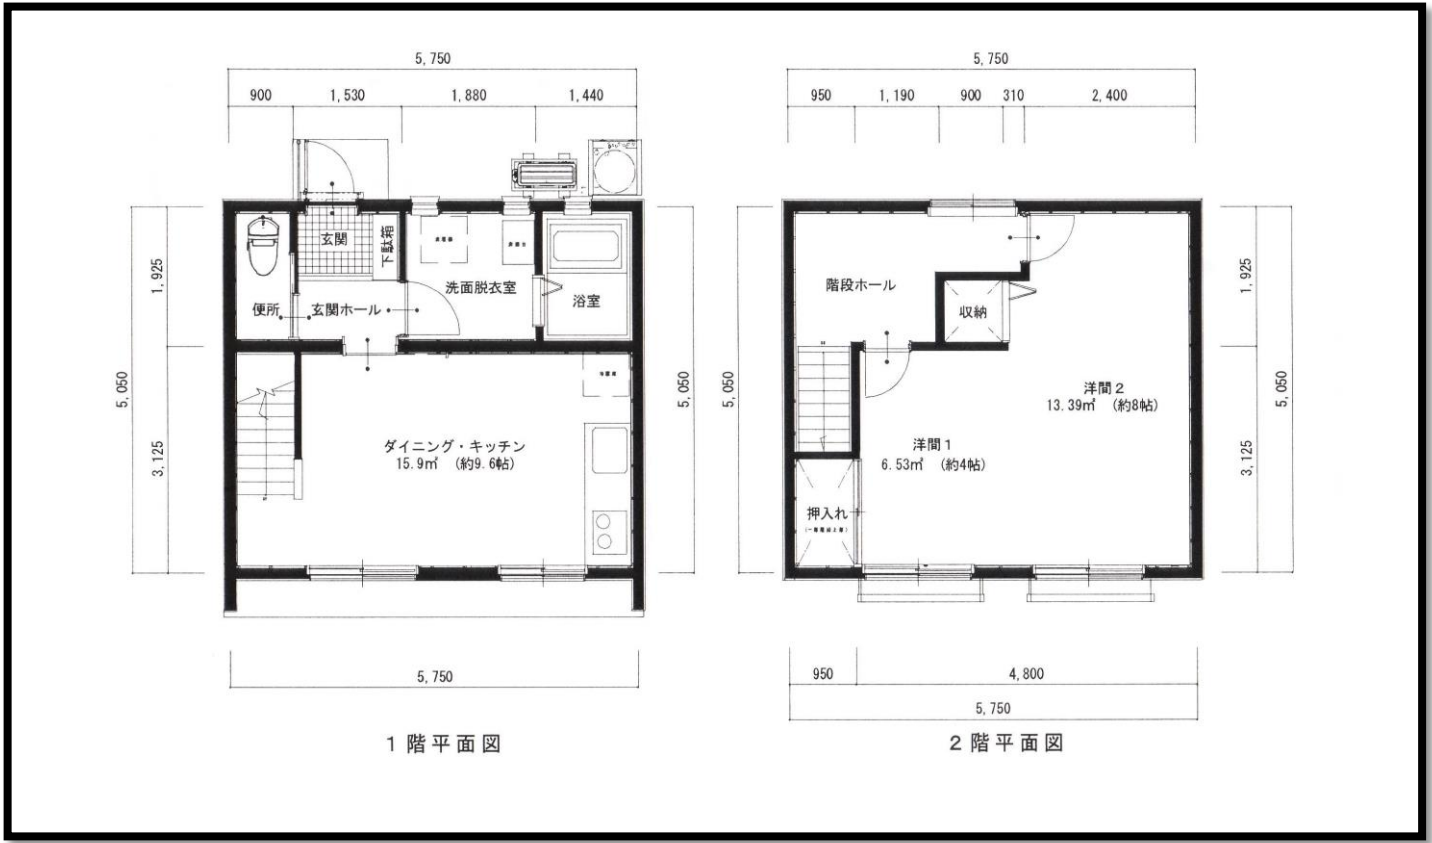 5,750
900 1,530 1,880 1,440
玄関
下駄箱
便所
玄関ホール
洗面脱衣室
浴室
1,925
3,125
5,050
5,050
ダイニング・キッチン
15.9㎡ (約9.6帖)
5,750
1階平面図
5,750
950 1,190 900 310 2,400
階段ホール
収納
洋間2
13.39㎡ (約8帖)
洋間1
6.53㎡ (約4帖)
押入れ
5,050
1,925
3,125
5,050
950 4,800
5,750
2階平面図